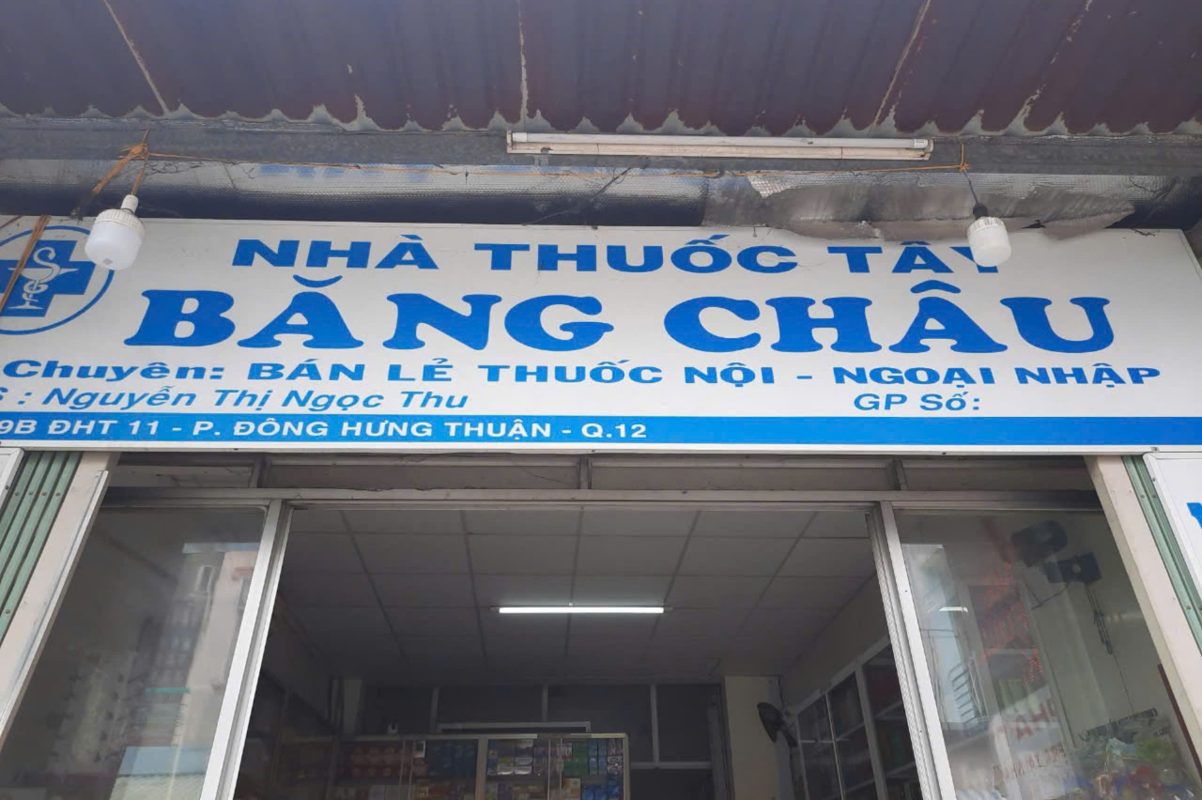 NHÀ THUỐC TÂY
BĂNG CHÂU
Chuyên: BÁN LẺ THUỐC NỘI - NGOẠI NHẬP
S : Nguyễn Thị Ngọc Thu
GP Số:
9B ĐHT 11 - P. ĐÔNG HƯNG THUẬN - Q.12